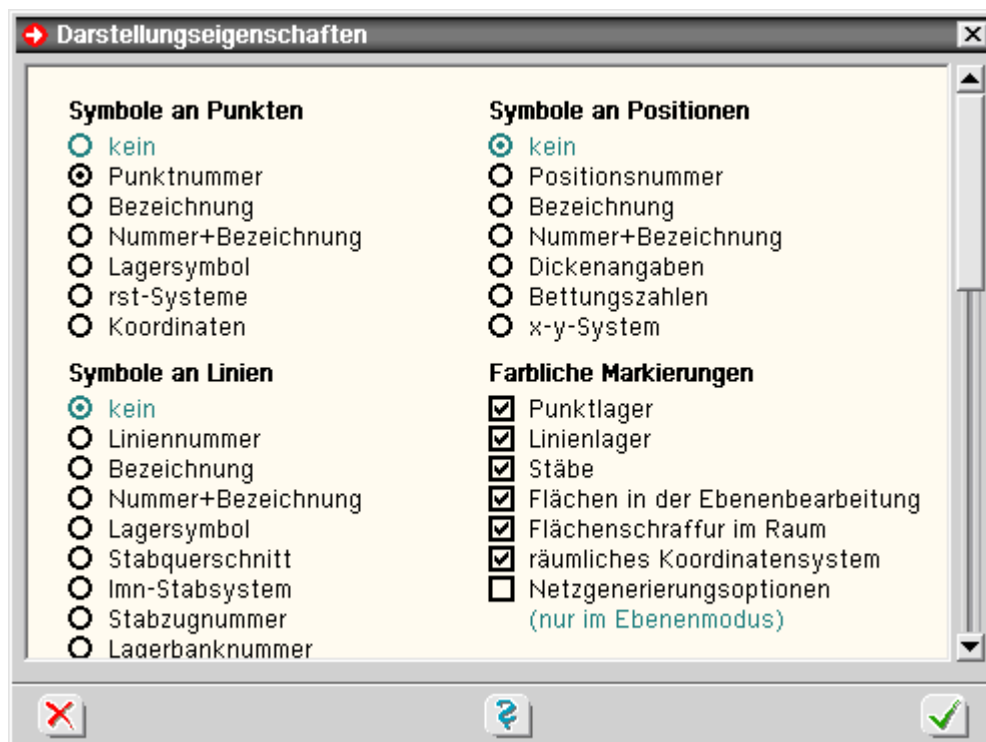 Darstellungseigenschaften
Symbole an Punkten
kein
Punktnummer
Bezeichnung
Nummer+Bezeichnung
Lagersymbol
rst-Systeme
Koordinaten
Symbole an Positionen
kein
Positionsnummer
Bezeichnung
Nummer+Bezeichnung
Dickenangaben
Bettungszahlen
x-y-System
Symbole an Linien
kein
Liniennummer
Bezeichnung
Nummer+Bezeichnung
Lagersymbol
Stabquerschnitt
lmn-Stabsystem
Stabzugnummer
Lagerbanknummer
Farbliche Markierungen
Punktlager
Linienlager
Stäbe
Flächen in der Ebenenbearbeitung
Flächenschraffur im Raum
räumliches Koordinatensystem
Netzgenerierungsoptionen
(nur im Ebenenmodus)